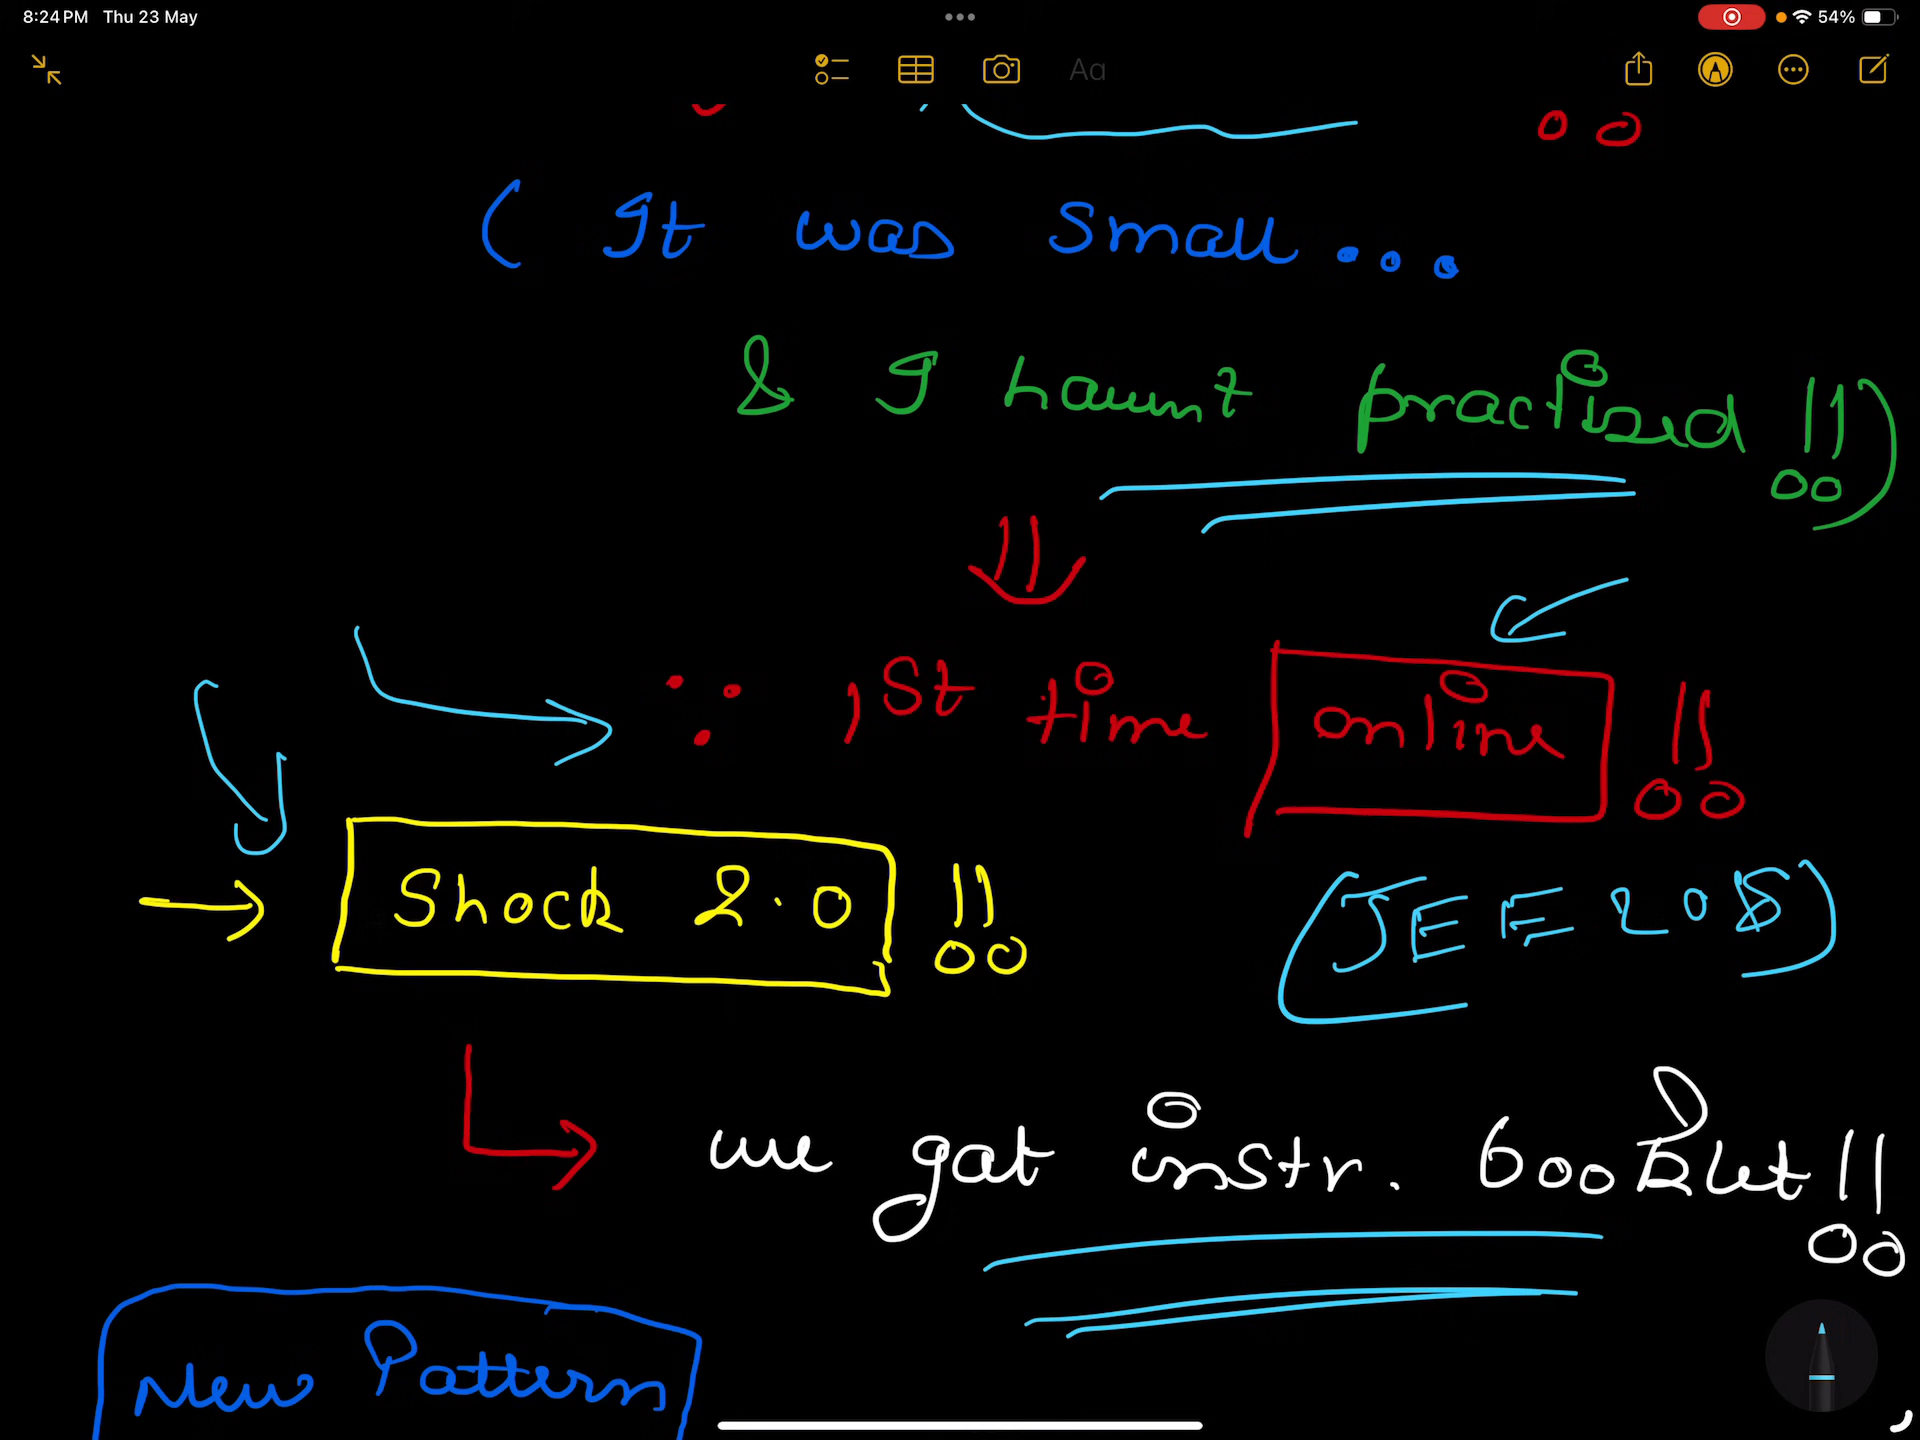 8:24 PM Thu 23 May
54%
Aa
( It was Small...
& I haunt practised !!)
∵ 1st time online !!
→ Shock 2.0 !!
(JEE 2018)
we got instr. booklet !!
New Pattern